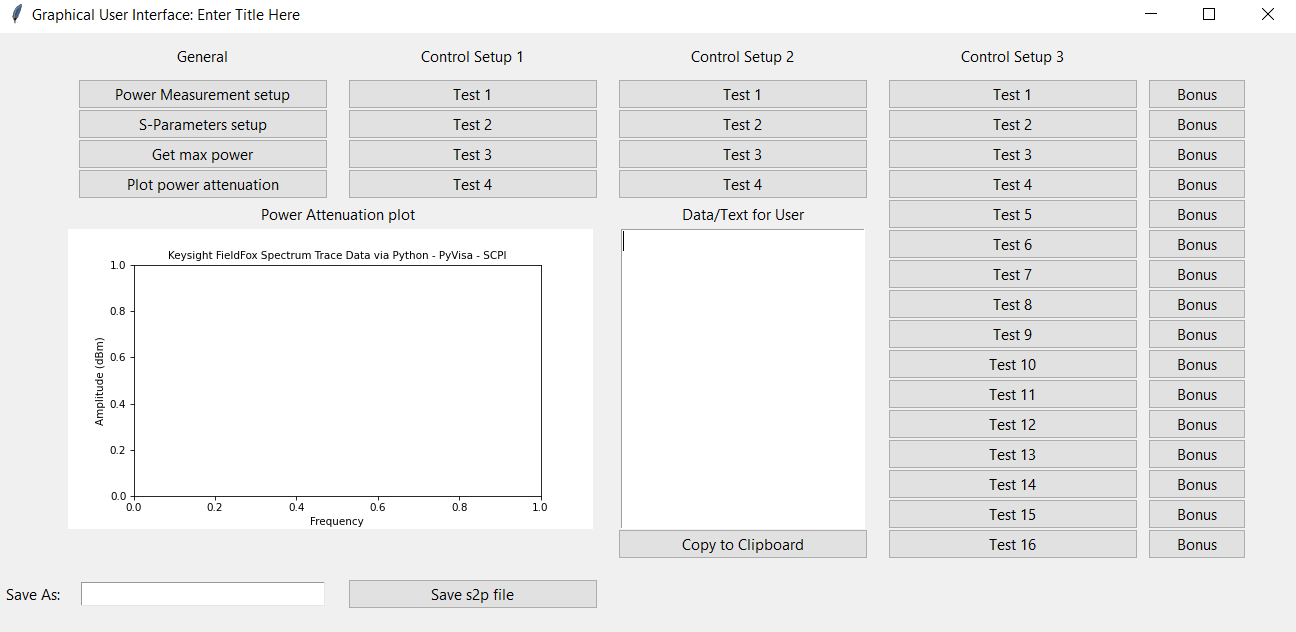 Graphical User Interface: Enter Title Here
General Control Setup 1 Control Setup 2 Control Setup 3
Power Measurement setup Test 1 Test 1 Test 1 Bonus
S-Parameters setup Test 2 Test 2 Test 2 Bonus
Get max power Test 3 Test 3 Test 3 Bonus
Plot power attenuation Test 4 Test 4 Test 4 Bonus
Power Attenuation plot Data/Text for User Test 5 Bonus
Test 6 Bonus
Test 7 Bonus
Test 8 Bonus
Test 9 Bonus
Test 10 Bonus
Test 11 Bonus
Test 12 Bonus
Test 13 Bonus
Test 14 Bonus
Test 15 Bonus
Copy to Clipboard Test 16 Bonus
Keysight FieldFox Spectrum Trace Data via Python - PyVisa - SCPI
Amplitude (dBm)
1.0
0.8
0.6
0.4
0.2
0.0
0.0 0.2 0.4 0.6 0.8 1.0
Frequency
Save As: Save s2p file